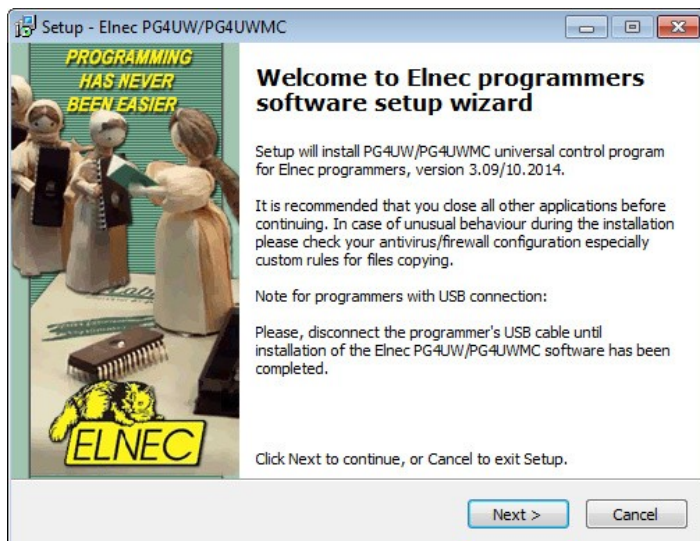 Setup - Elnec PG4UW/PG4UWMC
PROGRAMMING
HAS NEVER
BEEN EASIER
Welcome to Elnec programmers
software setup wizard
Setup will install PG4UW/PG4UWMC universal control program
for Elnec programmers, version 3.09/10.2014.
It is recommended that you close all other applications before
continuing. In case of unusual behaviour during the installation
please check your antivirus/firewall configuration especially
custom rules for files copying.
Note for programmers with USB connection:
Please, disconnect the programmer's USB cable until
installation of the Elnec PG4UW/PG4UWMC software has been
completed.
ELNEC
Click Next to continue, or Cancel to exit Setup.
Next >
Cancel